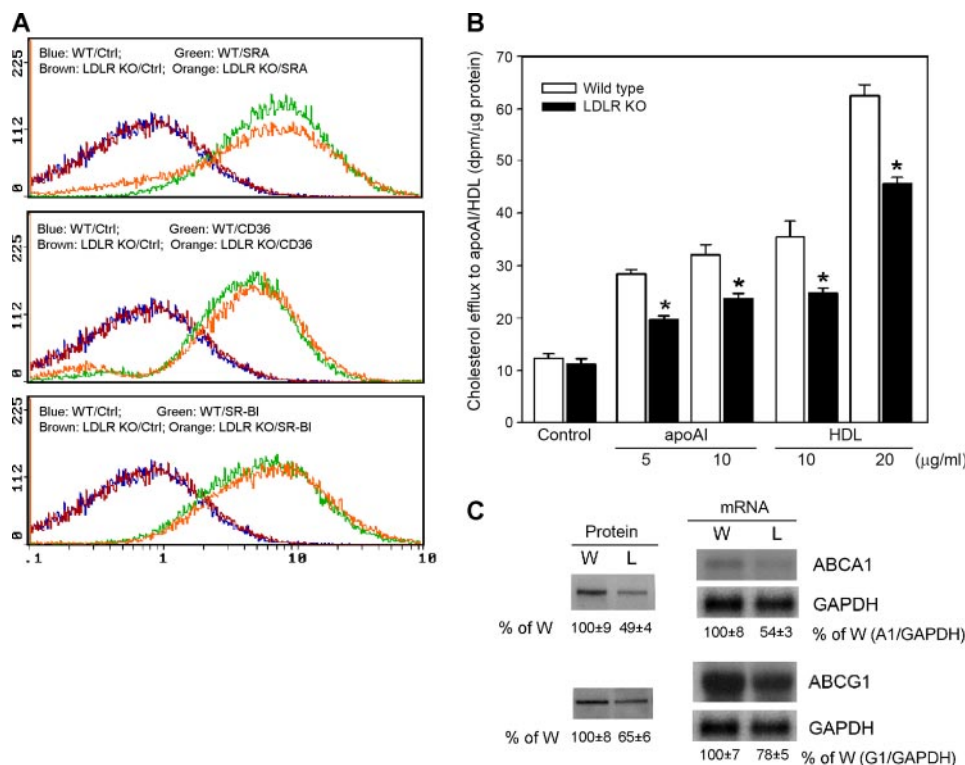 A
Blue: WT/Ctrl; Green: WT/SRA
Brown: LDLR KO/Ctrl; Orange: LDLR KO/SRA
225
112
0
Blue: WT/Ctrl; Green: WT/CD36
Brown: LDLR KO/Ctrl; Orange: LDLR KO/CD36
225
112
0
Blue: WT/Ctrl; Green: WT/SR-BI
Brown: LDLR KO/Ctrl; Orange: LDLR KO/SR-BI
225
112
0
.1 1 10 10
B
Cholesterol efflux to apoAI/HDL (dpm/µg protein)
70
60
50
40
30
20
10
0
Wild type
LDLR KO
* * * *
Control apoAI HDL
5 10 10 20 (µg/ml)
C
Protein mRNA
W L W L
ABCA1
GAPDH
% of W 100±9 49±4 100±8 54±3 % of W (A1/GAPDH)
ABCG1
GAPDH
% of W 100±8 65±6 100±7 78±5 % of W (G1/GAPDH)